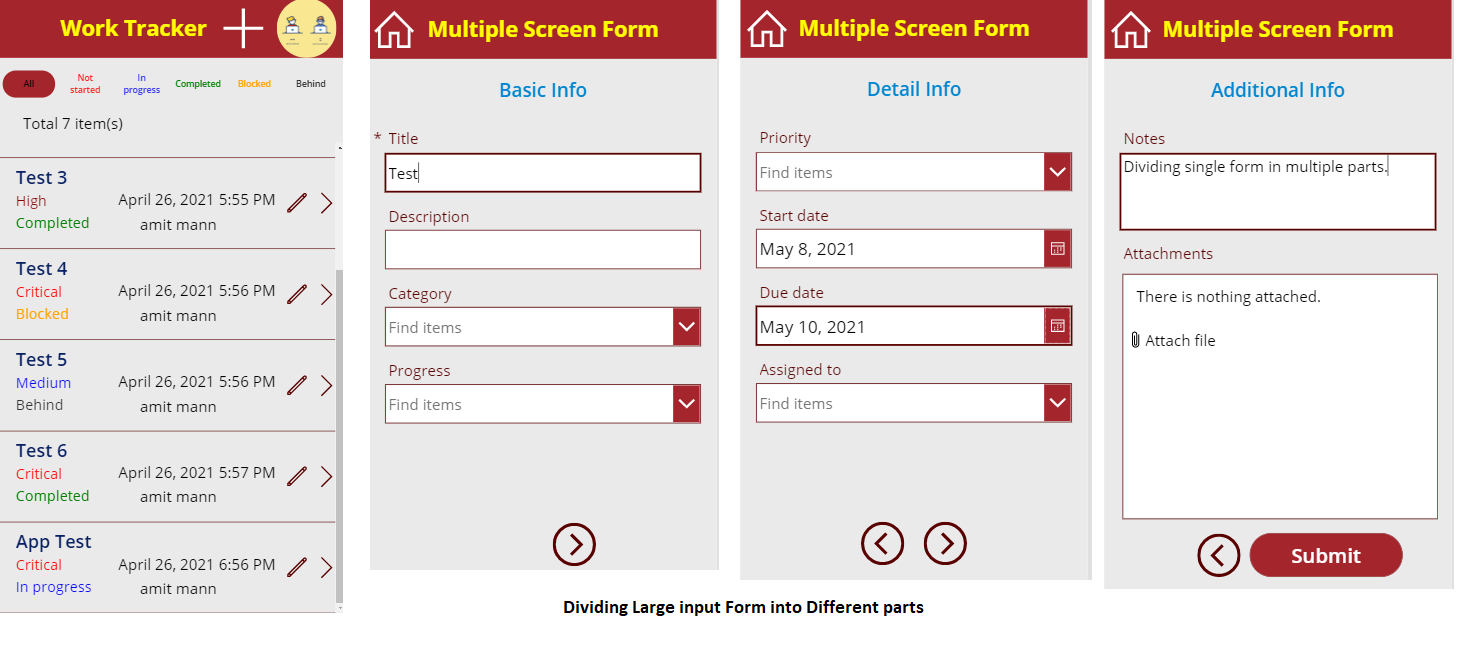 Work Tracker
All
Not
started
In
progress
Completed
Blocked
Behind
Total 7 item(s)
Test 3
High
Completed
April 26, 2021 5:55 PM
amit mann
Test 4
Critical
Blocked
April 26, 2021 5:56 PM
amit mann
Test 5
Medium
Behind
April 26, 2021 5:56 PM
amit mann
Test 6
Critical
Completed
April 26, 2021 5:57 PM
amit mann
App Test
Critical
In progress
April 26, 2021 6:56 PM
amit mann
Multiple Screen Form
Basic Info
* Title
Test
Description
Category
Find items
Progress
Find items
Multiple Screen Form
Detail Info
Priority
Find items
Start date
May 8, 2021
Due date
May 10, 2021
Assigned to
Find items
Multiple Screen Form
Additional Info
Notes
Dividing single form in multiple parts.
Attachments
There is nothing attached.
Attach file
Submit
Dividing Large input Form into Different parts